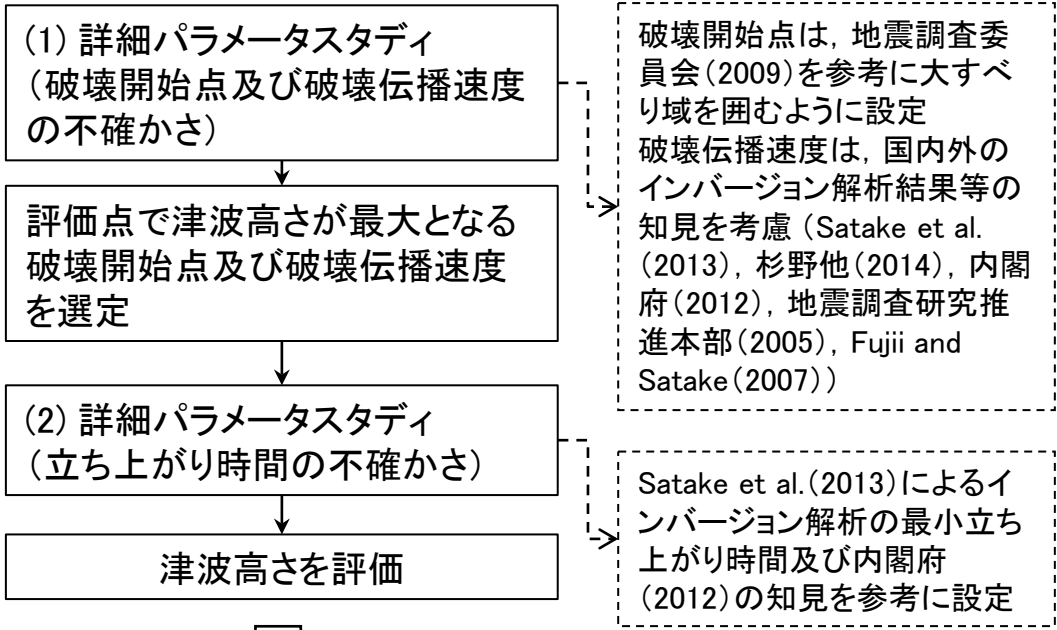 (1) 詳細パラメータスタディ
（破壊開始点及び破壊伝播速度
の不確かさ）
評価点で津波高さが最大となる
破壊開始点及び破壊伝播速度
を選定
(2) 詳細パラメータスタディ
（立ち上がり時間の不確かさ）
津波高さを評価
破壊開始点は，地震調査委
員会（2009）を参考に大すべ
り域を囲むように設定
破壊伝播速度は，国内外の
インバージョン解析結果等の
知見を考慮（Satake et al.
（2013），杉野他（2014），内閣
府（2012），地震調査研究推
進本部（2005），Fujii and
Satake（2007））
Satake et al.（2013）によるイ
ンバージョン解析の最小立ち
上がり時間及び内閣府
（2012）の知見を参考に設定